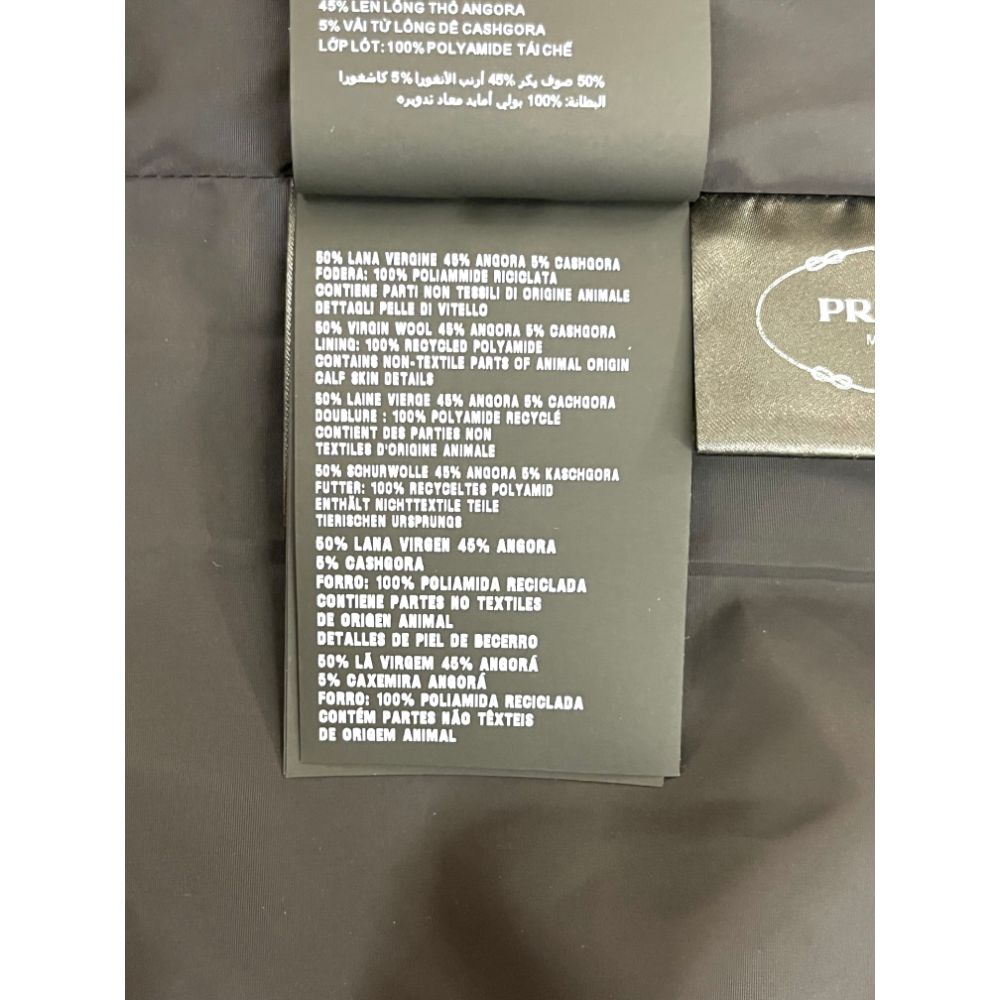 45% LEN LÔNG THỎ ANGORA
5% VẢI TỪ LÔNG DÊ CASHGORA
LỚP LÓT: 100% POLYAMIDE TÁI CHẾ
50% صوف بكر 45% أرنب الأنغورا 5% كاشغورا
البطانة: 100% بولي أمايد معاد تدويره
50% LANA VERGINE 45% ANGORA 5% CASHGORA
FODERA: 100% POLIAMMIDE RICICLATA
CONTIENE PARTI NON TESSILI DI ORIGINE ANIMALE
DETTAGLI PELLE DI VITELLO
50% VIRGIN WOOL 45% ANGORA 5% CASHGORA
LINING: 100% RECYCLED POLYAMIDE
CONTAINS NON-TEXTILE PARTS OF ANIMAL ORIGIN
CALF SKIN DETAILS
50% LAINE VIERGE 45% ANGORA 5% CACHGORA
DOUBLURE : 100% POLYAMIDE RECYCLÉ
CONTIENT DES PARTIES NON
TEXTILES D'ORIGINE ANIMALE
50% SCHURWOLLE 45% ANGORA 5% KASCHGORA
FUTTER: 100% RECYCELTES POLYAMID
ENTHÄLT NICHTTEXTILE TEILE
TIERISCHEN URSPRUNGS
50% LANA VIRGEN 45% ANGORA
5% CASHGORA
FORRO: 100% POLIAMIDA RECICLADA
CONTIENE PARTES NO TEXTILES
DE ORIGEN ANIMAL
DETALLES DE PIEL DE BECERRO
50% LÃ VIRGEM 45% ANGORÁ
5% CAXEMIRA ANGORÁ
FORRO: 100% POLIAMIDA RECICLADA
CONTÉM PARTES NÃO TÊXTEIS
DE ORIGEM ANIMAL
PR
M